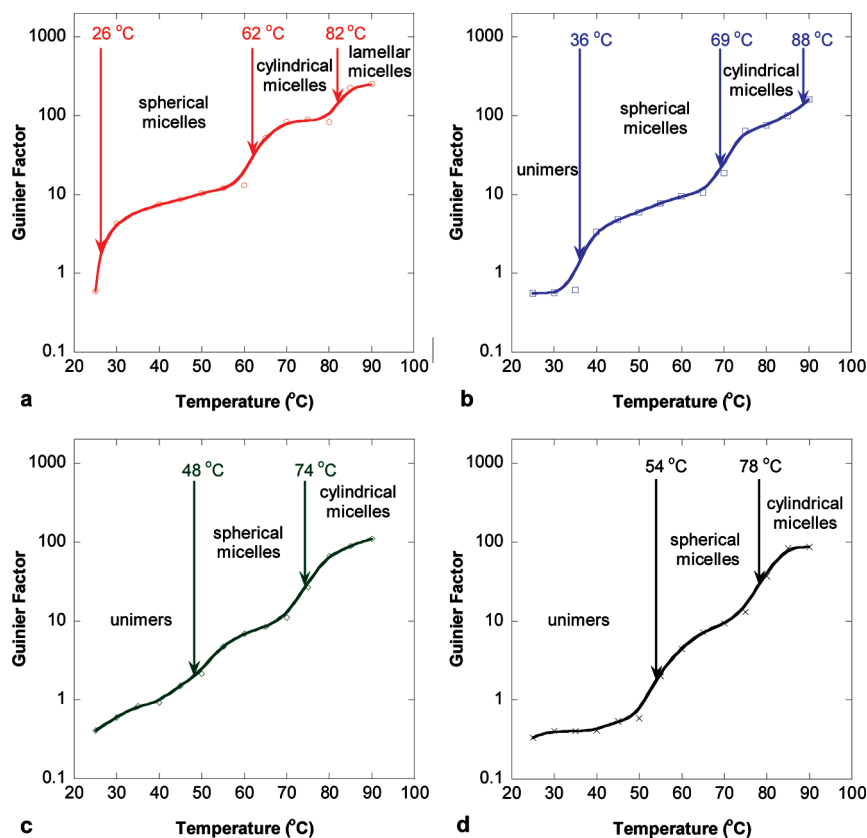 26 °C
62 °C
82 °C
lamellar
micelles
cylindrical
micelles
spherical
micelles
1000
100
10
1
0.1
Guinier Factor
20 30 40 50 60 70 80 90 100
Temperature (°C)
a
36 °C
69 °C
88 °C
cylindrical
micelles
spherical
micelles
unimers
1000
100
10
1
0.1
Guinier Factor
20 30 40 50 60 70 80 90 100
Temperature (°C)
b
48 °C
74 °C
cylindrical
micelles
spherical
micelles
unimers
1000
100
10
1
0.1
Guinier Factor
20 30 40 50 60 70 80 90 100
Temperature (°C)
c
54 °C
78 °C
cylindrical
micelles
spherical
micelles
unimers
1000
100
10
1
0.1
Guinier Factor
20 30 40 50 60 70 80 90 100
Temperature (°C)
d